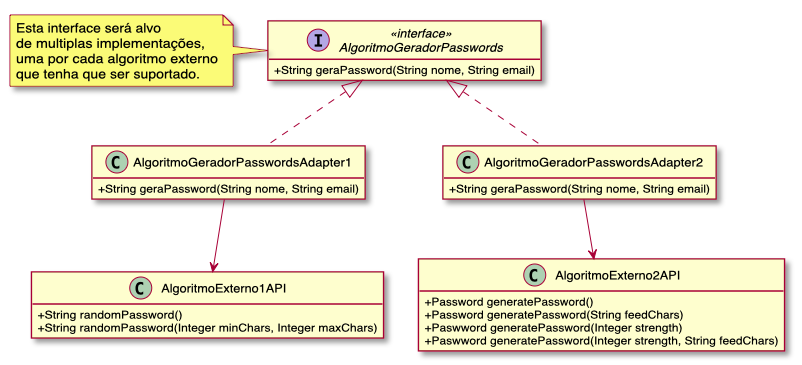 Esta interface será alvo
de multiplas implementações,
uma por cada algoritmo externo
que tenha que ser suportado.
I
«interface»
AlgoritmoGeradorPasswords
+String geraPassword(String nome, String email)
C AlgoritmoGeradorPasswordsAdapter1
+String geraPassword(String nome, String email)
C AlgoritmoGeradorPasswordsAdapter2
+String geraPassword(String nome, String email)
C AlgoritmoExterno1API
+String randomPassword()
+String randomPassword(Integer minChars, Integer maxChars)
C AlgoritmoExterno2API
+Password generatePassword()
+Password generatePassword(String feedChars)
+Pawword generatePassword(Integer strength)
+Paswword generatePassword(Integer strength, String feedChars)